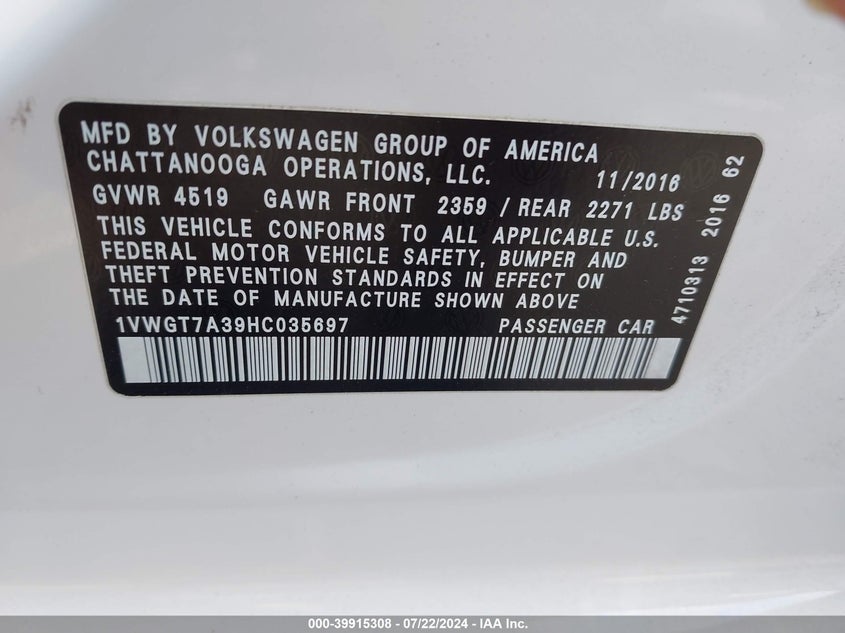 MFD BY VOLKSWAGEN GROUP OF AMERICA
CHATTANOOGA OPERATIONS, LLC. 11/2016
GVWR 4519 GAWR FRONT 2359 / REAR 2271 LBS
THIS VEHICLE CONFORMS TO ALL APPLICABLE U.S.
FEDERAL MOTOR VEHICLE SAFETY, BUMPER AND
THEFT PREVENTION STANDARDS IN EFFECT ON
THE DATE OF MANUFACTURE SHOWN ABOVE
1VWGT7A39HC035697 PASSENGER CAR
4710313 2016 62
000-39915308 - 07/22/2024 - IAA Inc.